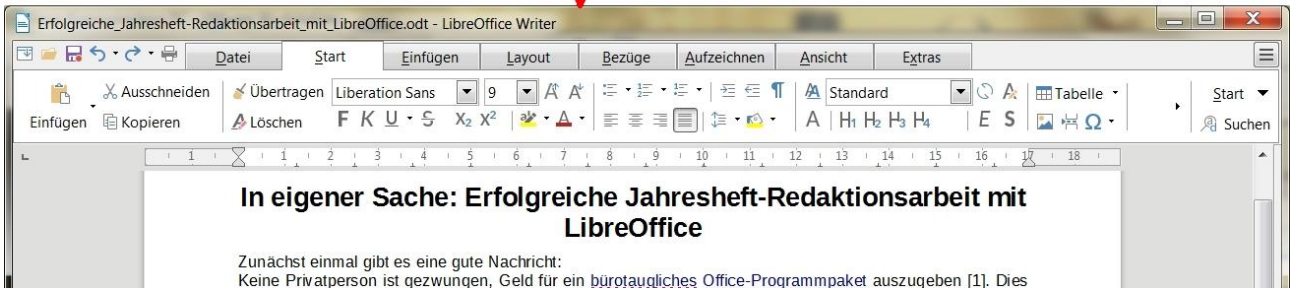 Erfolgreiche_Jahresheft-Redaktionsarbeit_mit_LibreOffice.odt - LibreOffice Writer
Datei Start Einfügen Layout Bezüge Aufzeichnen Ansicht Extras
Ausschneiden Übertragen Liberation Sans 9 Standard Tabelle Start
Einfügen Kopieren Löschen F K U S X₂ X² A A H₁ H₂ H₃ H₄ E S Ω Suchen
1 1 2 3 4 5 6 7 8 9 10 11 12 13 14 15 16 17 18
In eigener Sache: Erfolgreiche Jahresheft-Redaktionsarbeit mit
LibreOffice
Zunächst einmal gibt es eine gute Nachricht:
Keine Privatperson ist gezwungen, Geld für ein bürotaugliches Office-Programmpaket auszugeben [1]. Dies